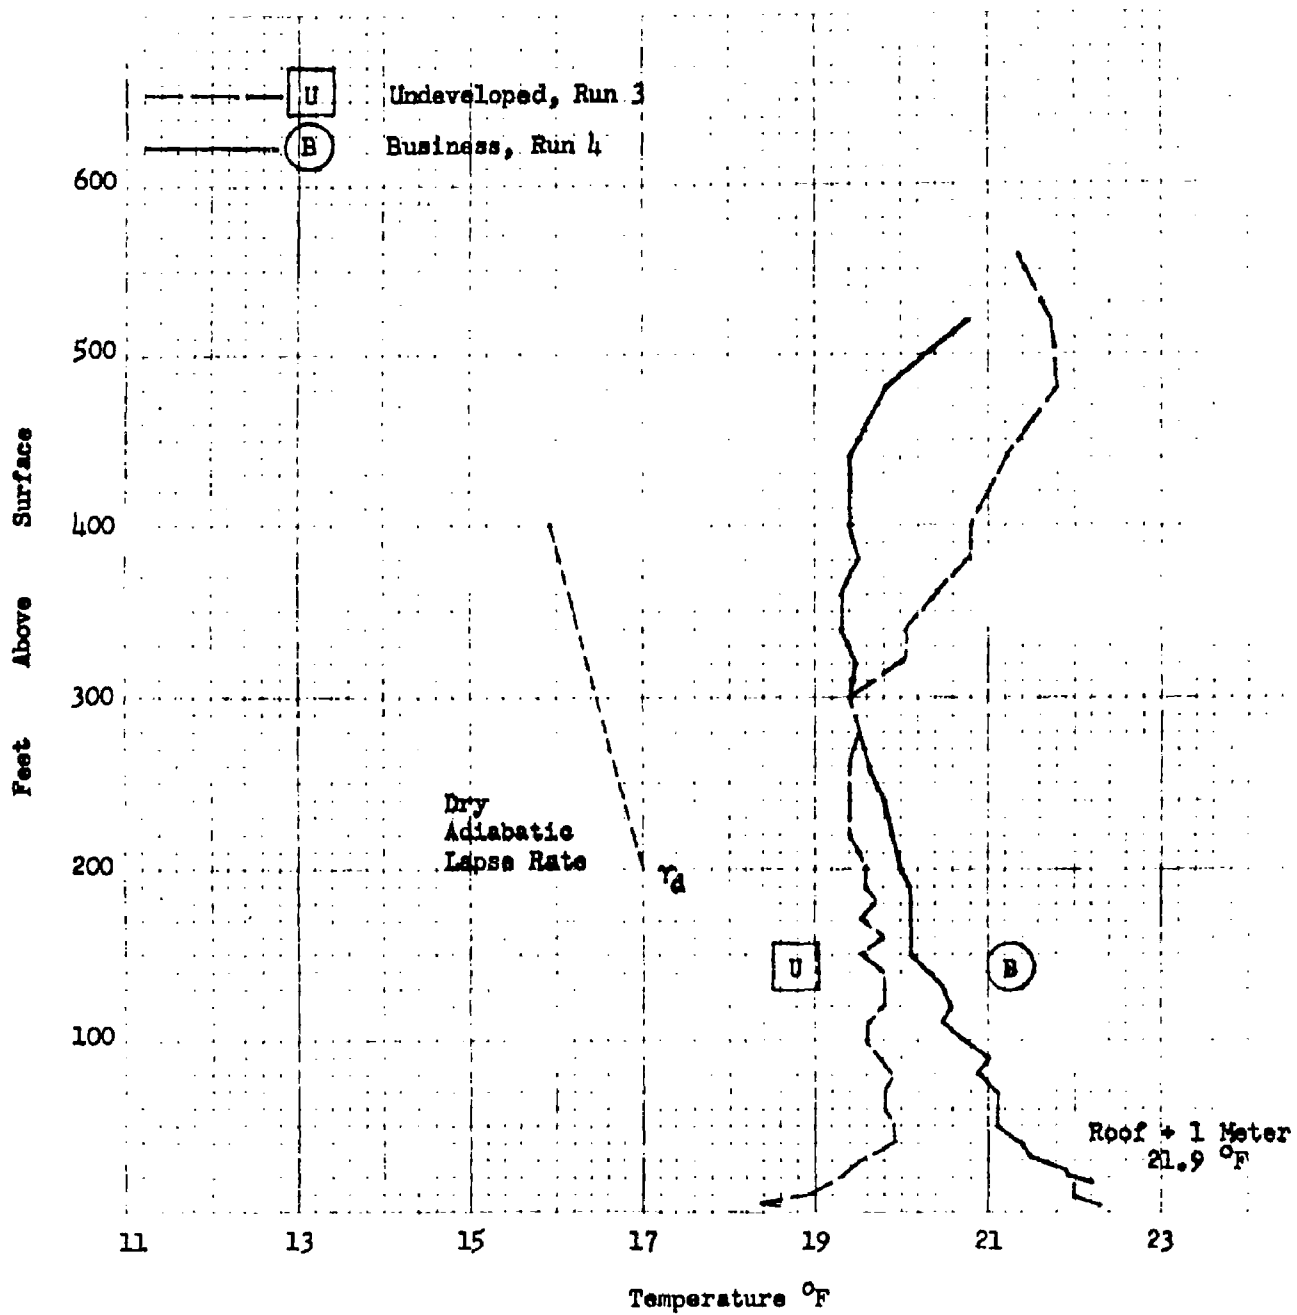 U Undeveloped, Run 3
B Business, Run 4
600
500
400
300
200
100
Feet Above Surface
Dry
Adiabatic
Lapse Rate
γd
U
B
Roof + 1 Meter
21.9 °F
11 13 15 17 19 21 23
Temperature °F